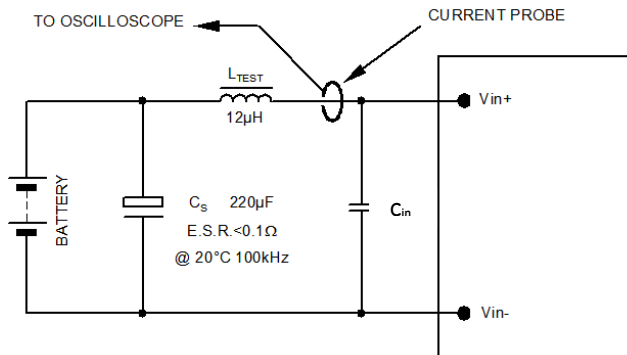 TO OSCILLOSCOPE
CURRENT PROBE
LTEST
12µH
Vin+
BATTERY
Cs 220µF
E.S.R.<0.1Ω
@ 20°C 100kHz
Cin
Vin-